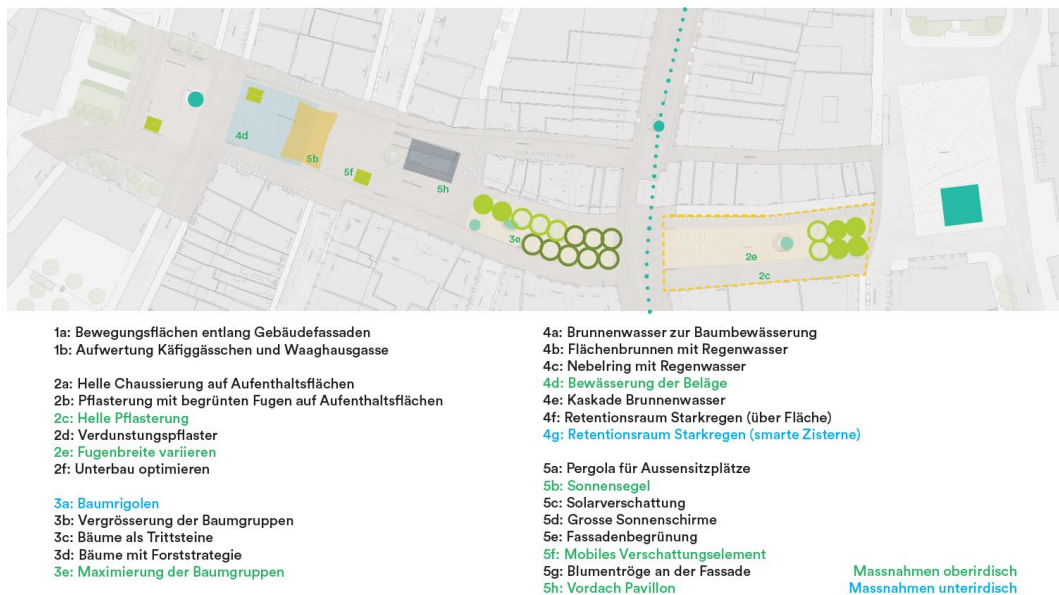 4d
5b
5f
5h
3e
2e
2c
1a: Bewegungsflächen entlang Gebäudefassaden
1b: Aufwertung Käfiggässchen und Waaghausgasse
2a: Helle Chaussierung auf Aufenthaltsflächen
2b: Pflasterung mit begrünten Fugen auf Aufenthaltsflächen
2c: Helle Pflasterung
2d: Verdunstungspflaster
2e: Fugenbreite variieren
2f: Unterbau optimieren
3a: Baumrigolen
3b: Vergrösserung der Baumgruppen
3c: Bäume als Trittsteine
3d: Bäume mit Forststrategie
3e: Maximierung der Baumgruppen
4a: Brunnenwasser zur Baumbewässerung
4b: Flächenbrunnen mit Regenwasser
4c: Nebelring mit Regenwasser
4d: Bewässerung der Beläge
4e: Kaskade Brunnenwasser
4f: Retentionsraum Starkregen (über Fläche)
4g: Retentionsraum Starkregen (smarte Zisterne)
5a: Pergola für Aussensitzplätze
5b: Sonnensegel
5c: Solarverschattung
5d: Grosse Sonnenschirme
5e: Fassadenbegrünung
5f: Mobiles Verschattungselement
5g: Blumentröge an der Fassade
5h: Vordach Pavillon
Massnahmen oberirdisch
Massnahmen unterirdisch